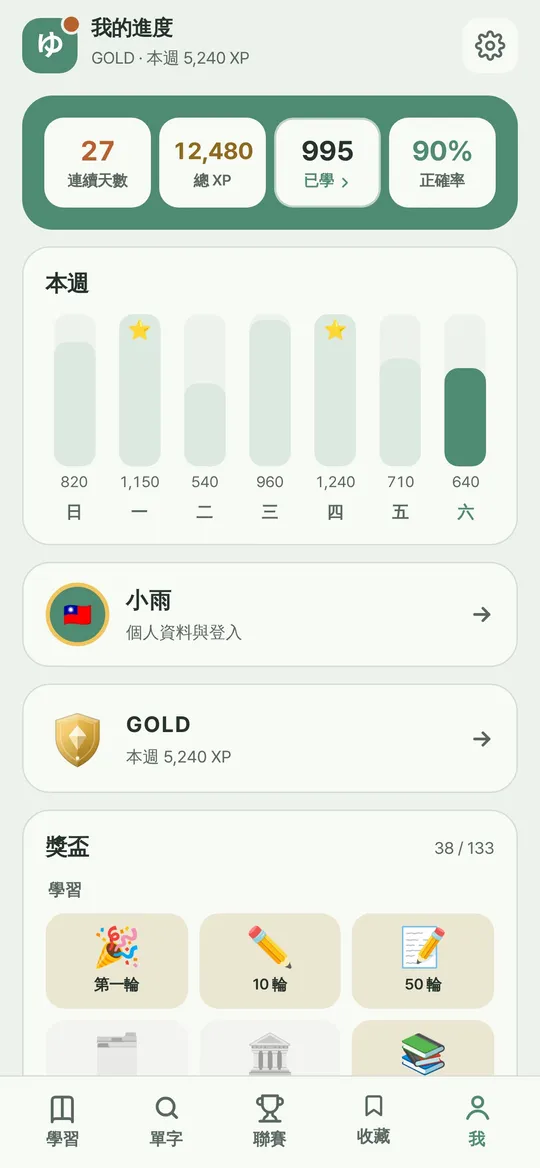 ゆ
我的進度
GOLD · 本週 5,240 XP
27
連續天數
12,480
總 XP
995
已學 >
90%
正確率
本週
820 1,150 540 960 1,240 710 640
日 一 二 三 四 五 六
小雨
個人資料與登入
GOLD
本週 5,240 XP
獎盃
38 / 133
學習
第一輪 10 輪 50 輪
學習 單字 聯賽 收藏 我